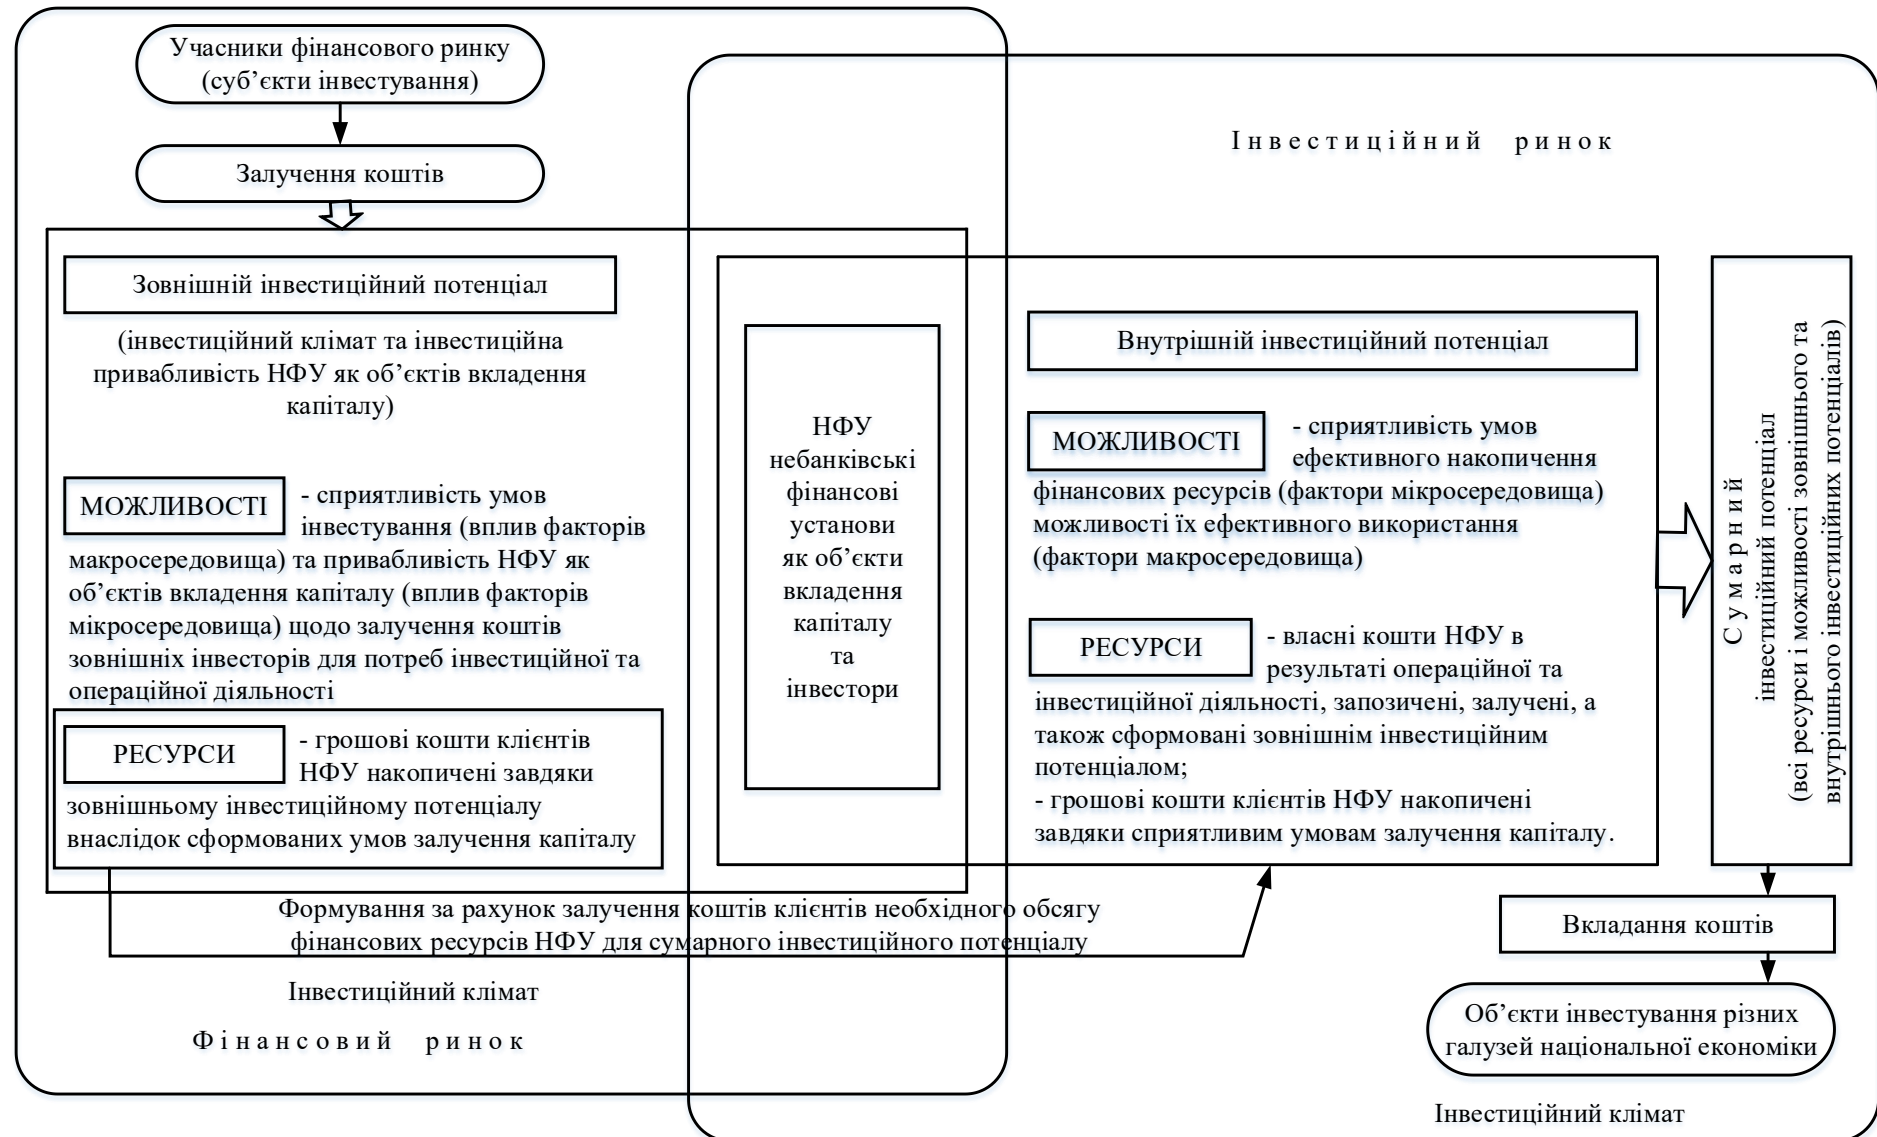 Учасники фінансового ринку
(суб’єкти інвестування)
Залучення коштів
Інвестиційний ринок
Зовнішній інвестиційний потенціал
(інвестиційний клімат та інвестиційна
привабливість НФУ як об’єктів вкладення
капіталу)
МОЖЛИВОСТІ
- сприятливість умов
інвестування (вплив факторів
макросередовища) та привабливість НФУ як
об’єктів вкладення капіталу (вплив факторів
мікросередовища) щодо залучення коштів
зовнішніх інвесторів для потреб інвестиційної та
операційної діяльності
РЕСУРСИ
- грошові кошти клієнтів
НФУ накопичені завдяки
зовнішньому інвестиційному потенціалу
внаслідок сформованих умов залучення капіталу
НФУ
небанківські
фінансові
установи
як об’єкти
вкладення
капіталу
та
інвестори
Внутрішній інвестиційний потенціал
МОЖЛИВОСТІ
- сприятливість умов
ефективного накопичення
фінансових ресурсів (фактори мікросередовища)
можливості їх ефективного використання
(фактори макросередовища)
РЕСУРСИ
- власні кошти НФУ в
результаті операційної та
інвестиційної діяльності, запозичені, залучені, а
також сформовані зовнішнім інвестиційним
потенціалом;
- грошові кошти клієнтів НФУ накопичені
завдяки сприятливим умовам залучення капіталу.
Сумарний
інвестиційний потенціал
(всі ресурси і можливості зовнішнього та
внутрішнього інвестиційних потенціалів)
Формування за рахунок залучення коштів клієнтів необхідного обсягу
фінансових ресурсів НФУ для сумарного інвестиційного потенціалу
Вкладання коштів
Інвестиційний клімат
Фінансовий ринок
Об’єкти інвестування різних
галузей національної економіки
Інвестиційний клімат